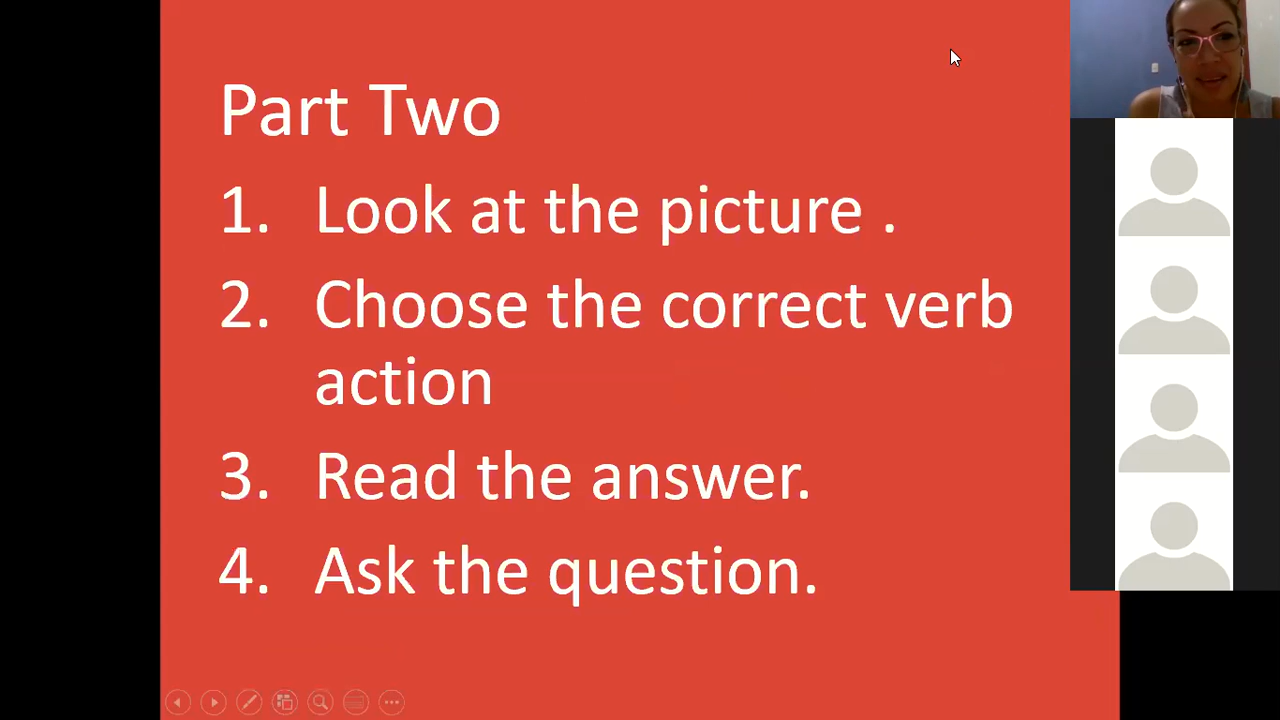 Part Two
1. Look at the picture .
2. Choose the correct verb
action
3. Read the answer.
4. Ask the question.